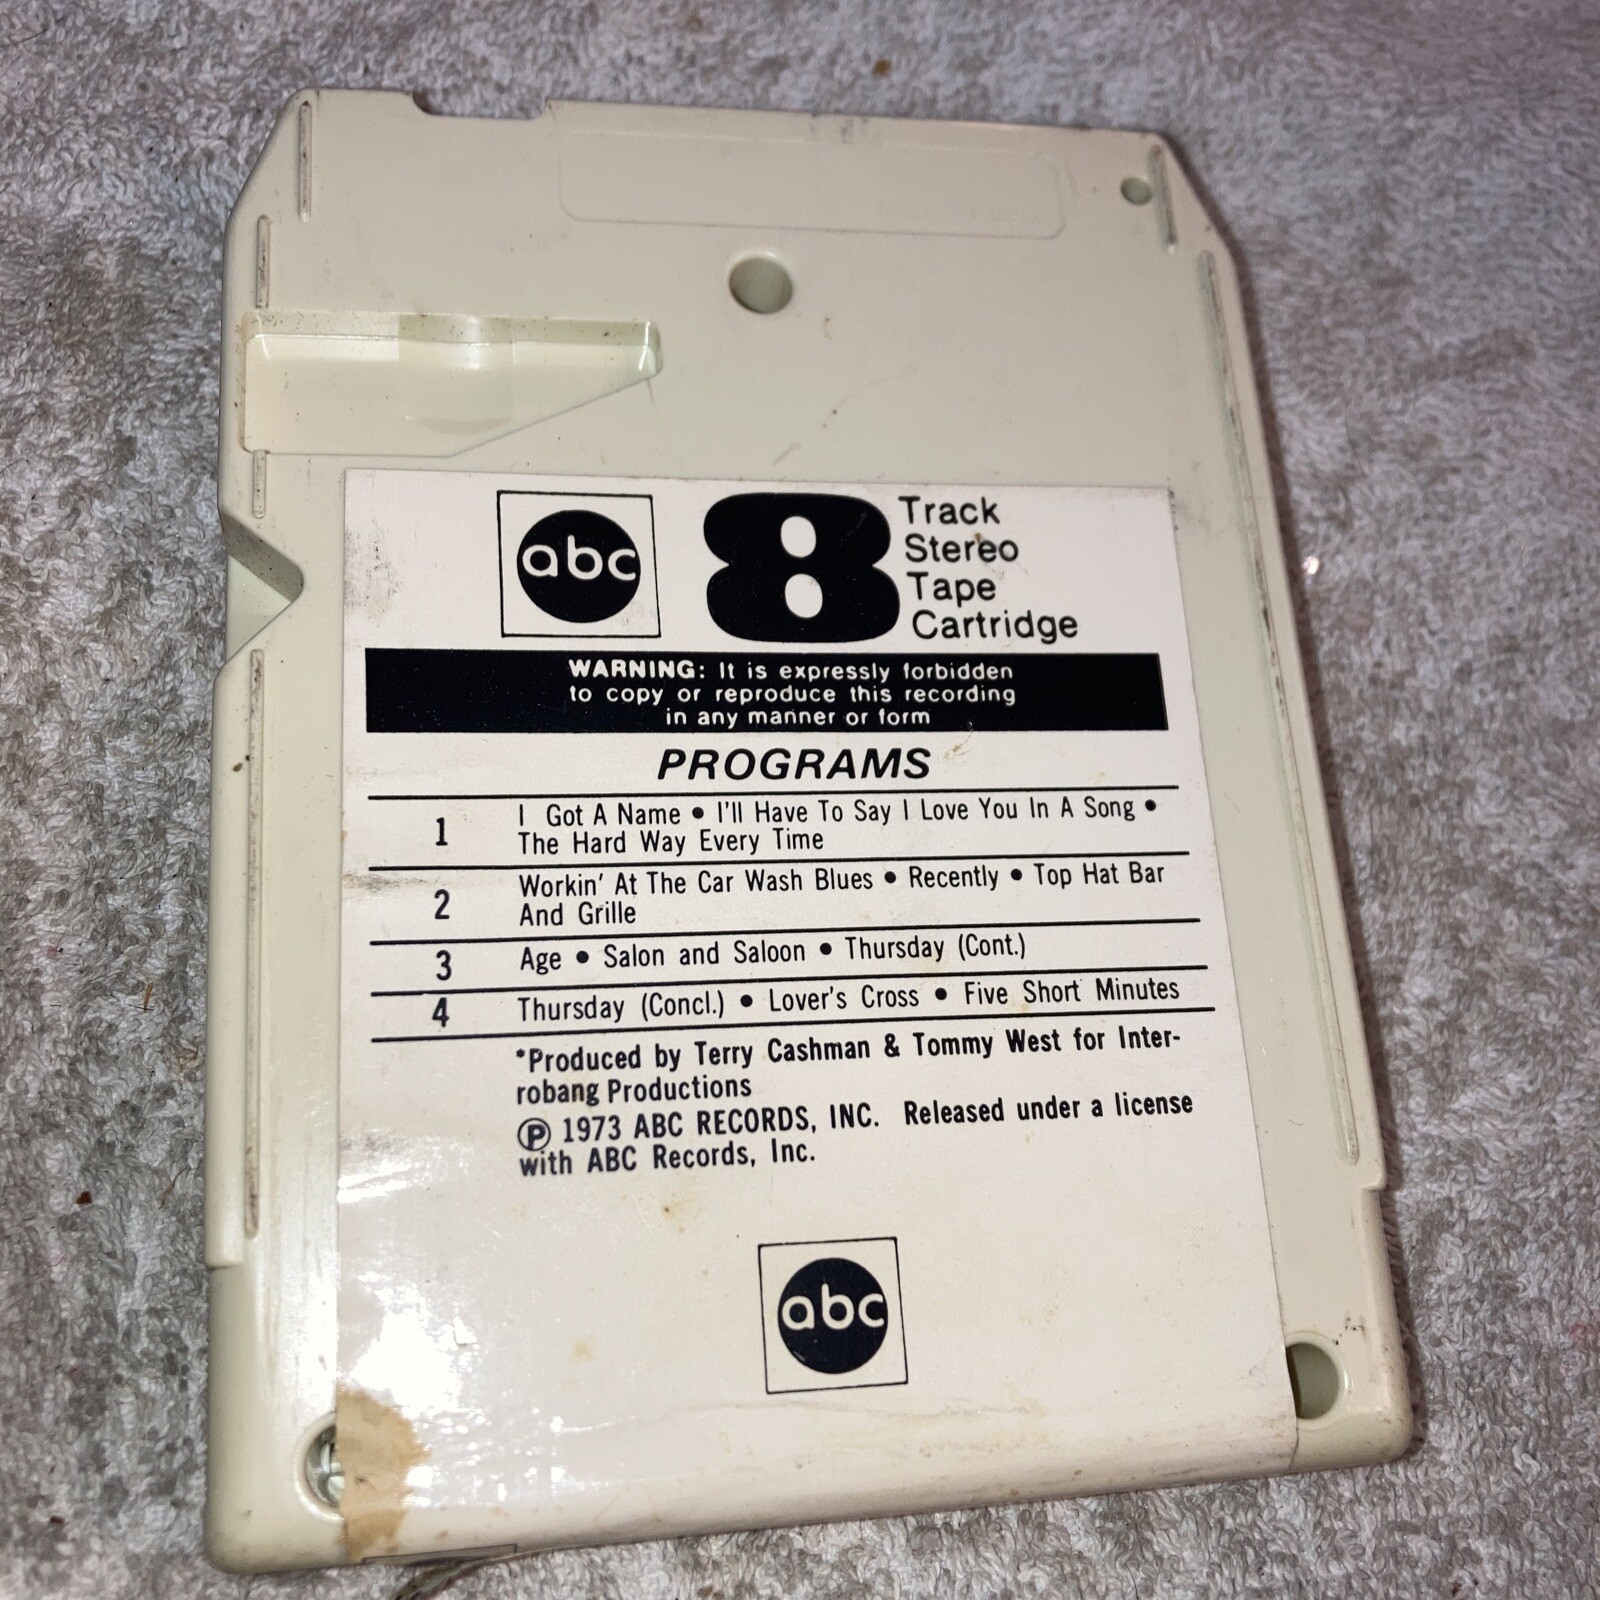 abc
8
Track
Stereo
Tape
Cartridge
WARNING: It is expressly forbidden
to copy or reproduce this recording
in any manner or form
PROGRAMS
1 I Got A Name • I'll Have To Say I Love You In A Song •
The Hard Way Every Time
2 Workin' At The Car Wash Blues • Recently • Top Hat Bar
And Grille
3 Age • Salon and Saloon • Thursday (Cont.)
4 Thursday (Concl.) • Lover's Cross • Five Short Minutes
*Produced by Terry Cashman & Tommy West for Inter-
robang Productions
Ⓟ 1973 ABC RECORDS, INC. Released under a license
with ABC Records, Inc.
abc